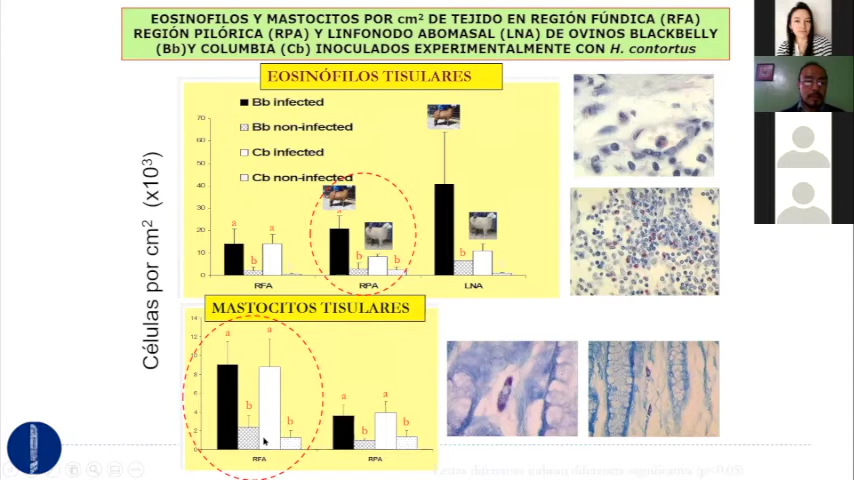 EOSINOFILOS Y MASTOCITOS POR cm² DE TEJIDO EN REGIÓN FÚNDICA (RFA)
REGIÓN PILÓRICA (RPA) Y LINFONODO ABOMASAL (LNA) DE OVINOS BLACKBELLY
(Bb)Y COLUMBIA (Cb) INOCULADOS EXPERIMENTALMENTE CON H. contortus
EOSINÓFILOS TISULARES
Bb infected
Bb non-infected
Cb infected
Cb non-infected
70
60
50
40
30
20
10
0
a
b
a
a
b
b
b
RFA
RPA
LNA
Células por cm² (x10³)
MASTOCITOS TISULARES
14
12
8
6
4
2
0
a
a
b
b
a
a
b
b
RFA
RPA